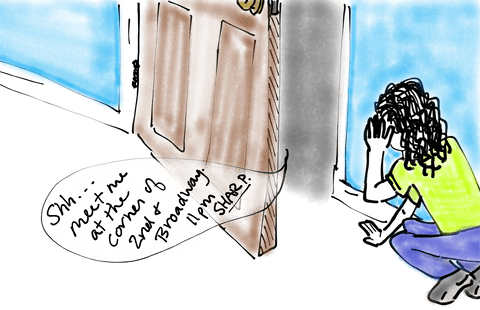 Shh....
meet me
at the
corner of
2nd &
Broadway.
11pm
SHARP.